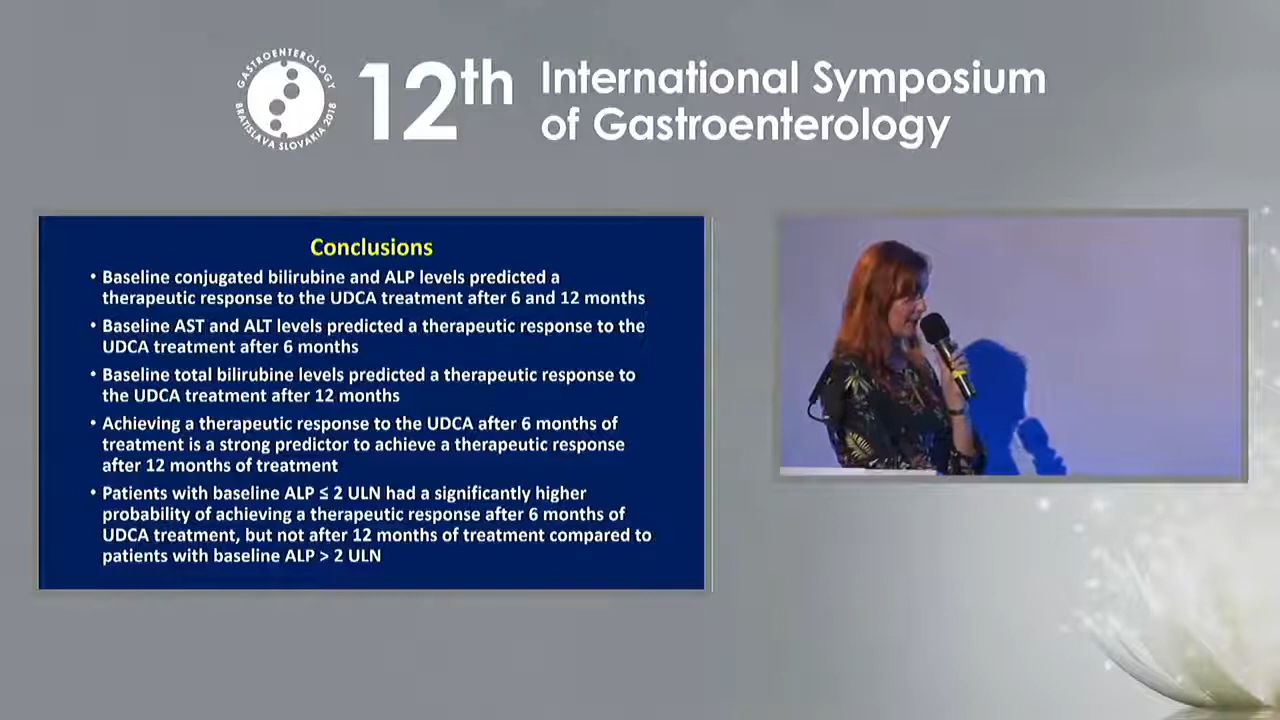 GASTROENTEROLOGY
BRATISLAVA SLOVAKIA 2018
12th
International Symposium
of Gastroenterology
Conclusions
• Baseline conjugated bilirubine and ALP levels predicted a
therapeutic response to the UDCA treatment after 6 and 12 months
• Baseline AST and ALT levels predicted a therapeutic response to the
UDCA treatment after 6 months
• Baseline total bilirubine levels predicted a therapeutic response to
the UDCA treatment after 12 months
• Achieving a therapeutic response to the UDCA after 6 months of
treatment is a strong predictor to achieve a therapeutic response
after 12 months of treatment
• Patients with baseline ALP ≤ 2 ULN had a significantly higher
probability of achieving a therapeutic response after 6 months of
UDCA treatment, but not after 12 months of treatment compared to
patients with baseline ALP > 2 ULN